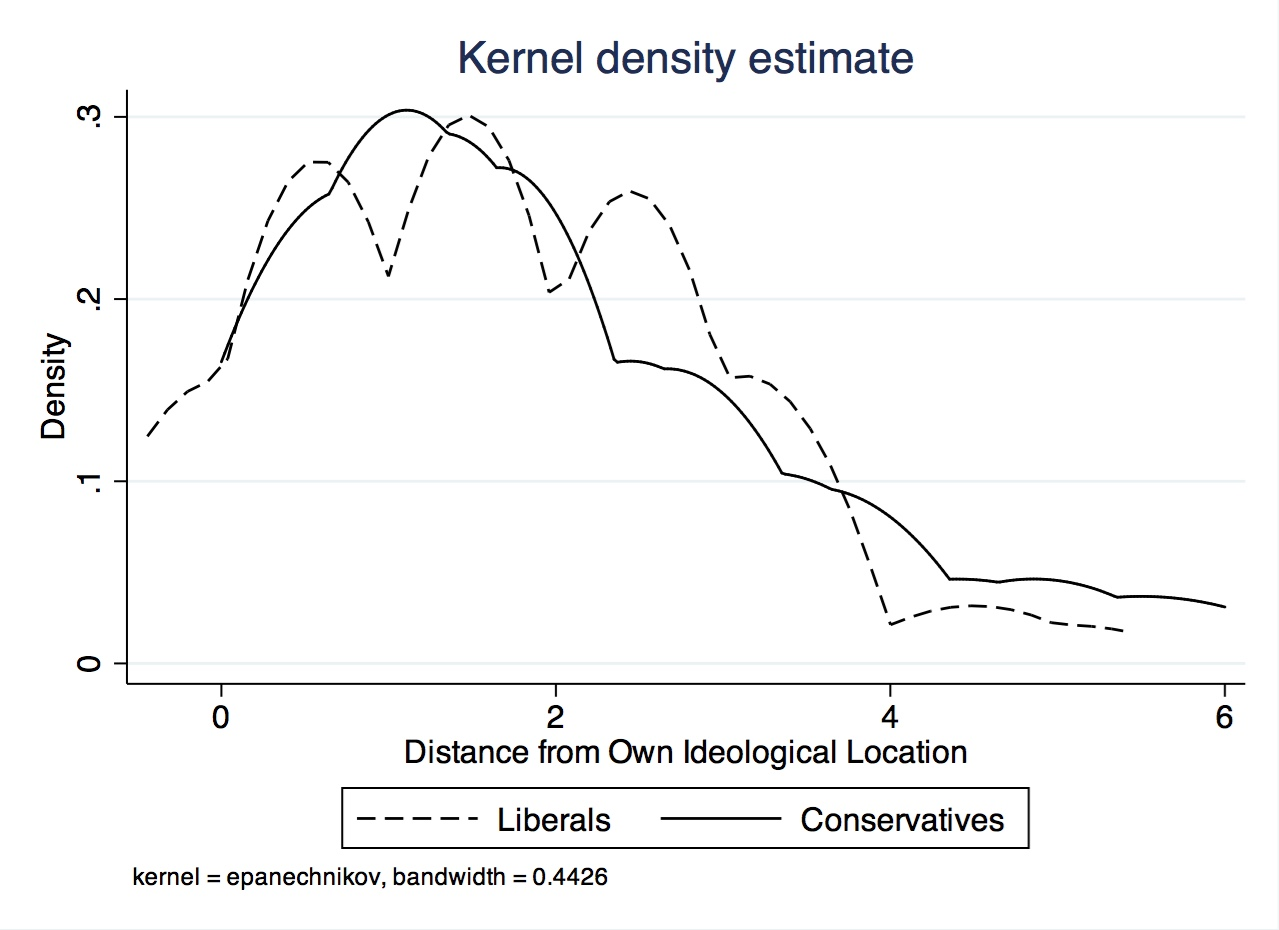 Kernel density estimate
.3
.2
.1
0
Density
0 2 4 6
Distance from Own Ideological Location
Liberals Conservatives
kernel = epanechnikov, bandwidth = 0.4426